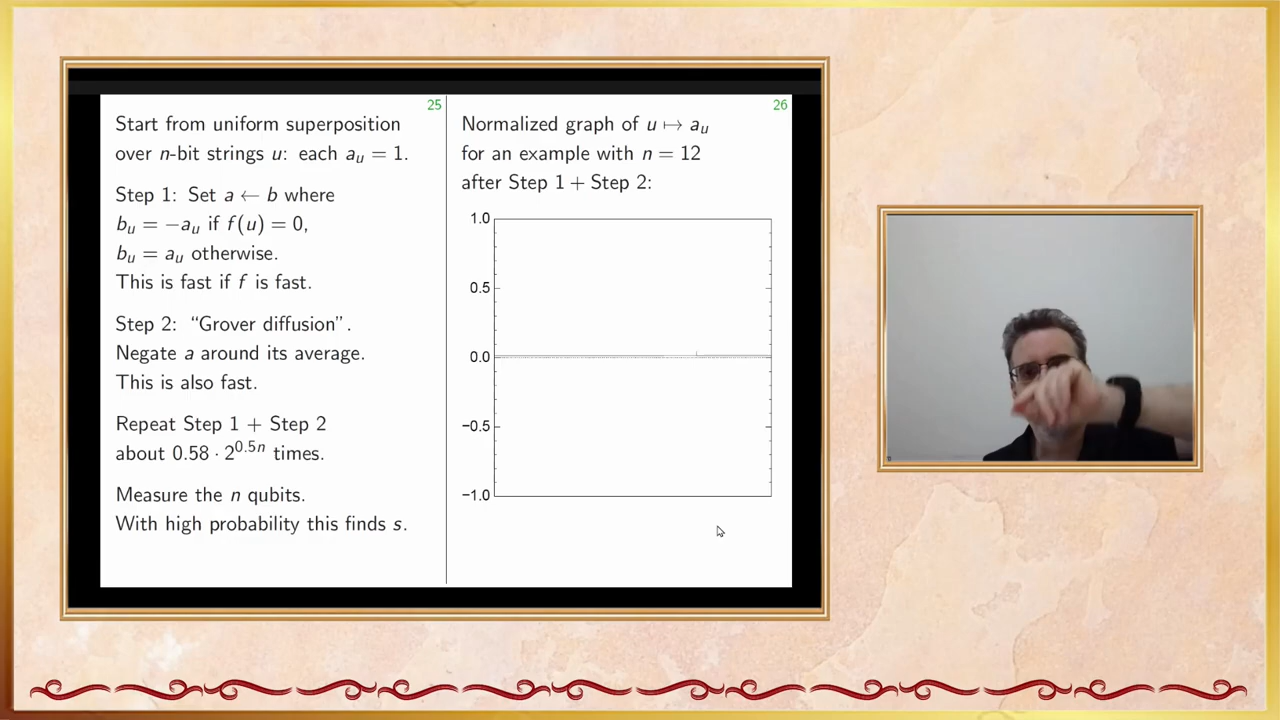 25
Start from uniform superposition
over n-bit strings u: each a_u = 1.
Step 1: Set a ← b where
b_u = −a_u if f(u) = 0,
b_u = a_u otherwise.
This is fast if f is fast.
Step 2: “Grover diffusion”.
Negate a around its average.
This is also fast.
Repeat Step 1 + Step 2
about 0.58 · 2^{0.5n} times.
Measure the n qubits.
With high probability this finds s.
26
Normalized graph of u ↦ a_u
for an example with n = 12
after Step 1 + Step 2:
1.0
0.5
0.0
−0.5
−1.0